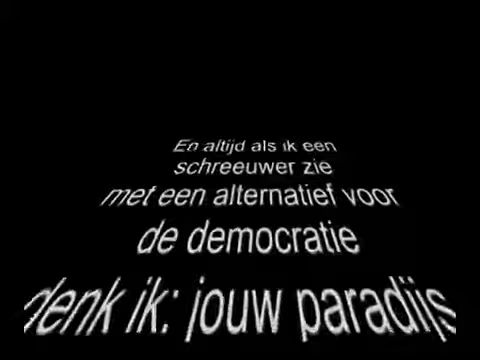 En altijd als ik een
schreeuwer zie
met een alternatief voor
de democratie
denk ik: jouw paradijs